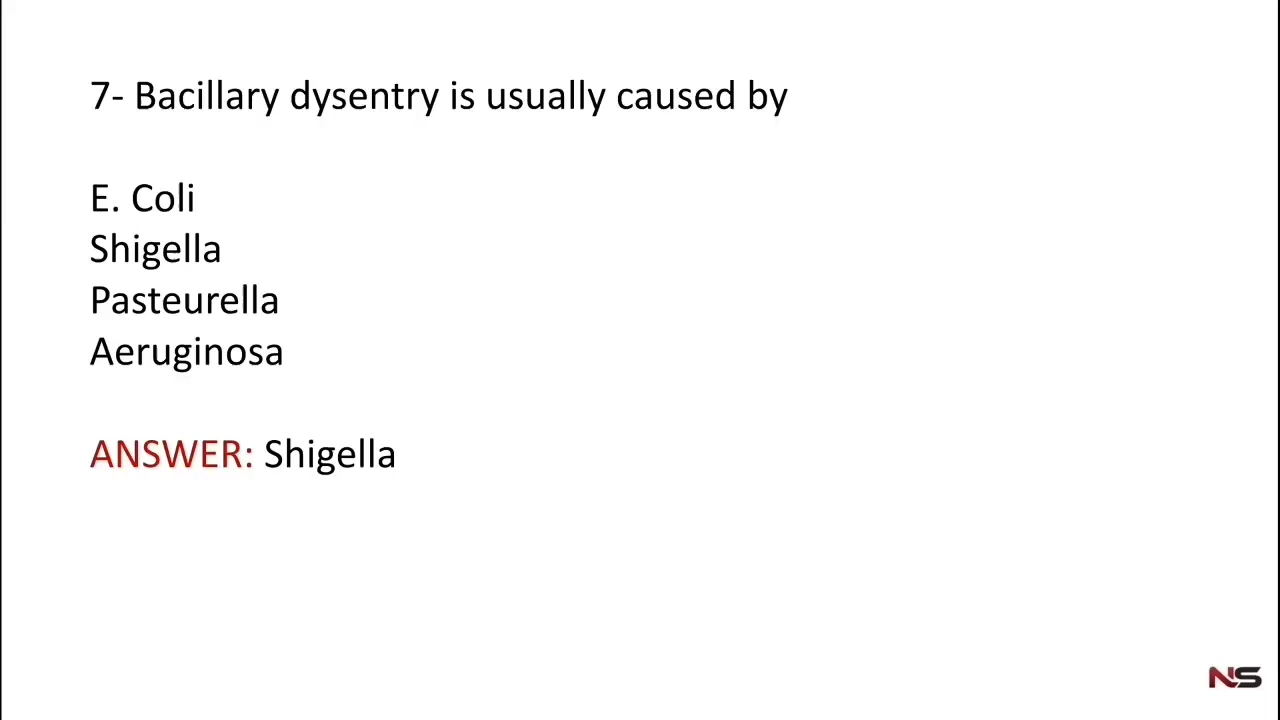 7- Bacillary dysentry is usually caused by
E. Coli
Shigella
Pasteurella
Aeruginosa
ANSWER: Shigella
NS